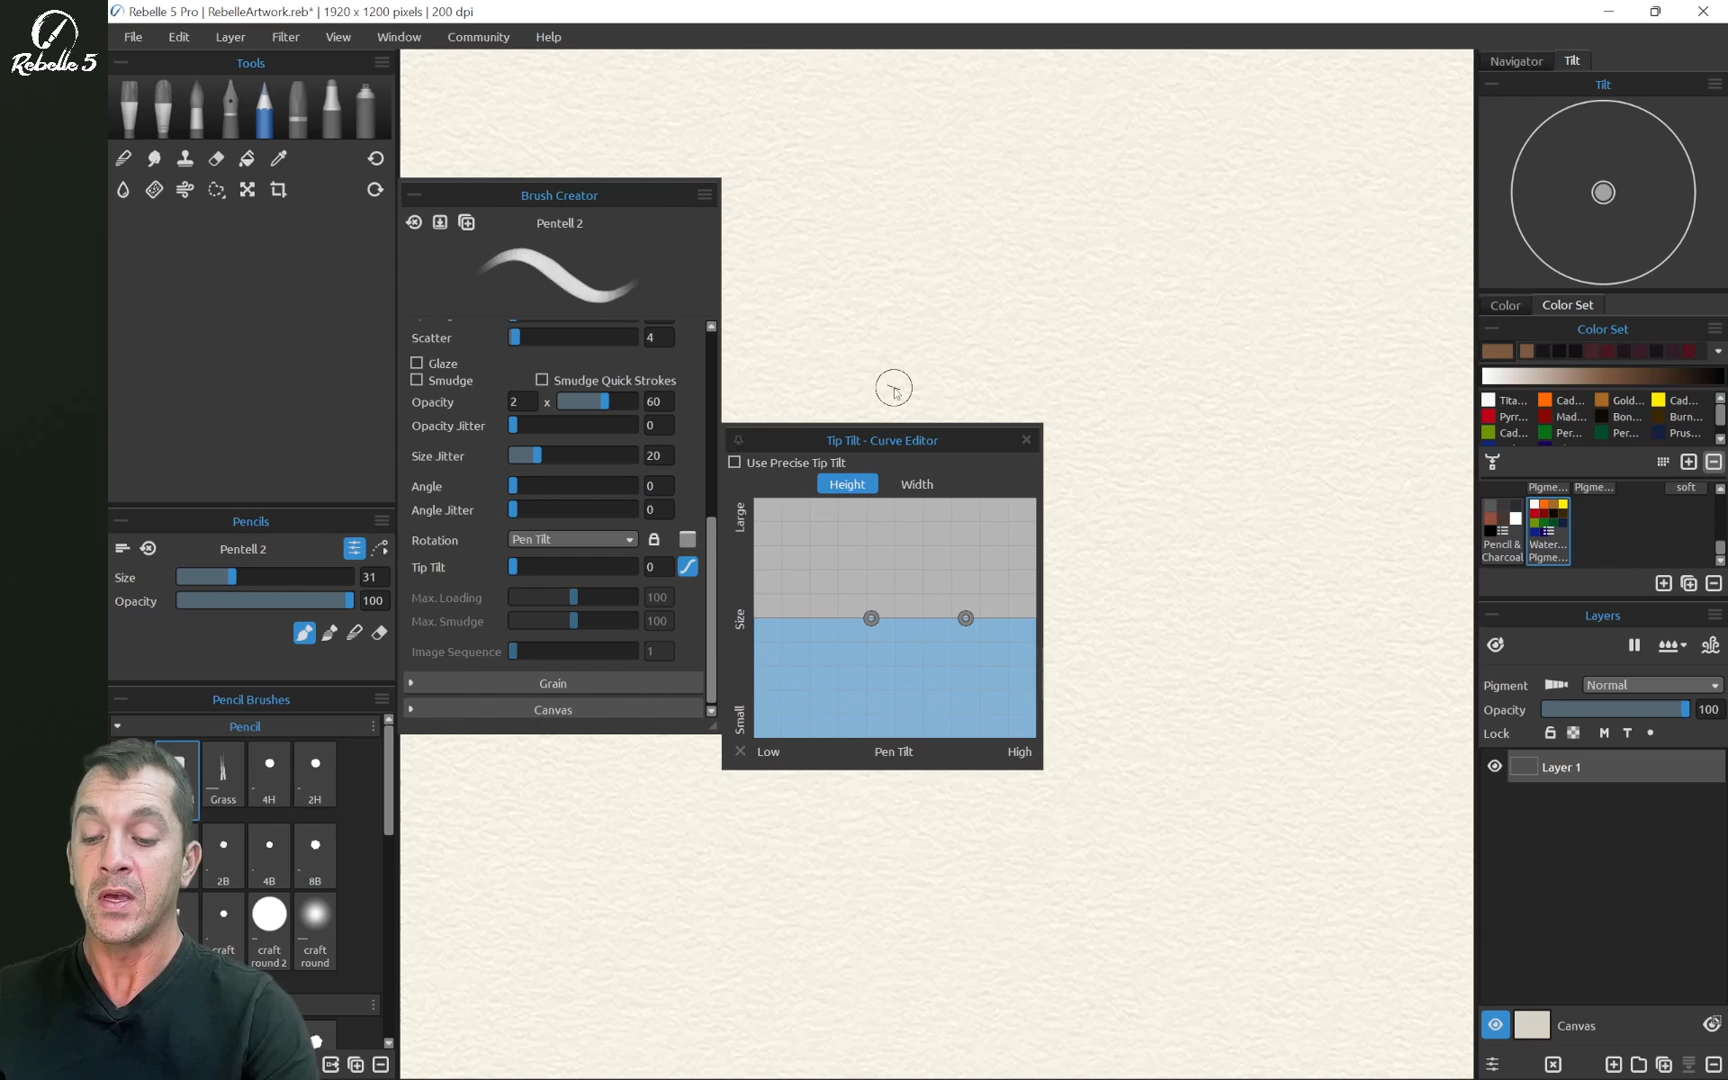 Rebelle 5
Rebelle 5 Pro | RebelleArtwork.reb* | 1920 x 1200 pixels | 200 dpi
File Edit Layer Filter View Window Community Help
Tools
Pencils
Pentell 2
Size 31
Opacity 100
Pencil Brushes
Pencil
Grass 4H 2H
2B 4B 8B
craft craft round 2 craft round
Brush Creator
Pentell 2
Scatter 4
Glaze
Smudge Smudge Quick Strokes
Opacity 2 x 60
Opacity Jitter 0
Size Jitter 20
Angle 0
Angle Jitter 0
Rotation Pen Tilt
Tip Tilt 0
Max. Loading 100
Max. Smudge 100
Image Sequence 1
Grain
Canvas
Tip Tilt - Curve Editor
Use Precise Tip Tilt
Height Width
Large
Size
Small
Low Pen Tilt High
Navigator Tilt
Tilt
Color Color Set
Color Set
Tita... Cad... Gold... Cad...
Pyrr... Mad... Bon... Burn...
Cad... Per... Per... Prus...
Pigme... Pigme... soft
Pencil & Charcoal Water... Pigme...
Layers
Pigment Normal
Opacity 100
Lock M T
Layer 1
Canvas